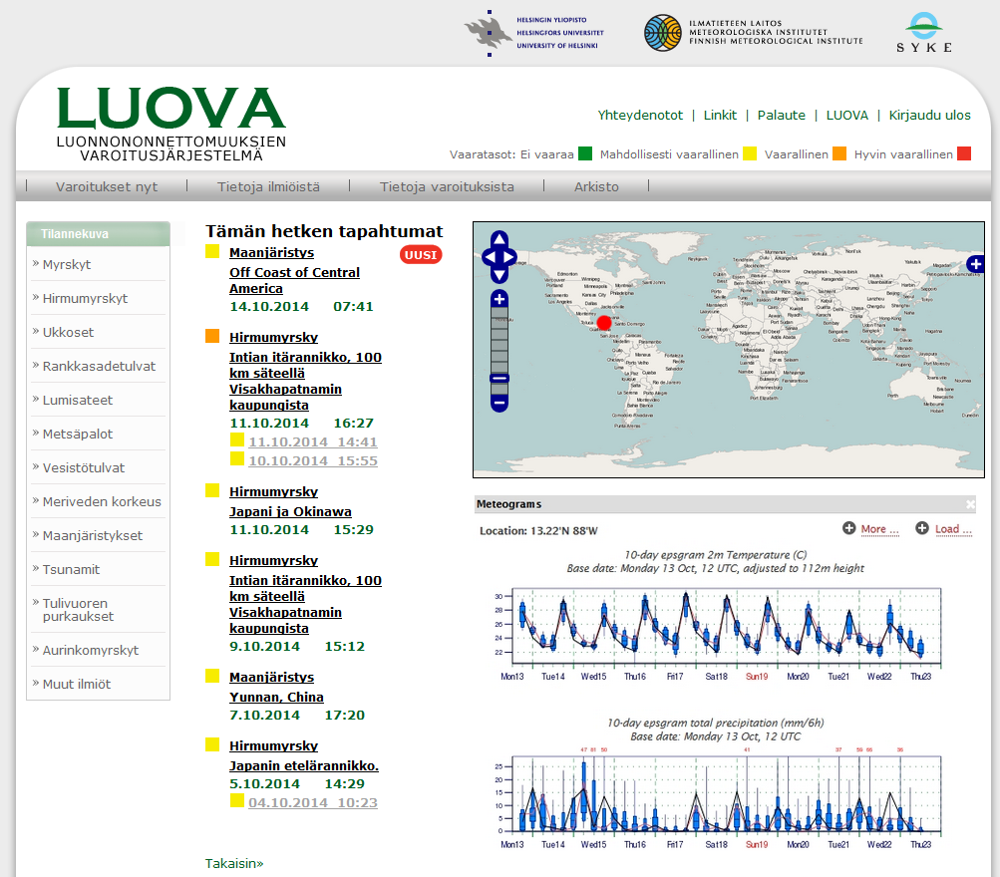 HELSINGIN YLIOPISTO
HELSINGFORS UNIVERSITET
UNIVERSITY OF HELSINKI
ILMATIETEEN LAITOS
METEOROLOGISKA INSTITUTET
FINNISH METEOROLOGICAL INSTITUTE
SYKE
LUOVA
LUONNONONNETTOMUUKSIEN
VAROITUSJÄRJESTELMÄ
Yhteydenotot | Linkit | Palaute | LUOVA | Kirjaudu ulos
Vaaratasot: Ei vaaraa Mahdollisesti vaarallinen Vaarallinen Hyvin vaarallinen
Varoitukset nyt | Tietoja ilmiöistä | Tietoja varoituksista | Arkisto
Tilannekuva
» Myrskyt
» Hirmumyrskyt
» Ukkoset
» Rankkasadetulvat
» Lumisateet
» Metsäpalot
» Vesistötulvat
» Meriveden korkeus
» Maanjäristykset
» Tsunamit
» Tulivuoren
purkaukset
» Aurinkomyrskyt
» Muut ilmiöt
Tämän hetken tapahtumat
Maanjäristys UUSI
Off Coast of Central
America
14.10.2014 07:41
Hirmumyrsky
Intian itärannikko, 100
km säteellä
Visakhapatnamin
kaupungista
11.10.2014 16:27
11.10.2014 14:41
10.10.2014 15:55
Hirmumyrsky
Japani ja Okinawa
11.10.2014 15:29
Hirmumyrsky
Intian itärannikko, 100
km säteellä
Visakhapatnamin
kaupungista
9.10.2014 15:12
Maanjäristys
Yunnan, China
7.10.2014 17:20
Hirmumyrsky
Japanin etelärannikko.
5.10.2014 14:29
04.10.2014 10:23
Takaisin»
Meteograms
Location: 13.22'N 88'W More ... Load ...
10-day epsgram 2m Temperature (C)
Base date: Monday 13 Oct, 12 UTC, adjusted to 112m height
30
28
26
24
22
Mon13 Tue14 Wed15 Thu16 Fri17 Sat18 Sun19 Mon20 Tue21 Wed22 Thu23
10-day epsgram total precipitation (mm/6h)
Base date: Monday 13 Oct, 12 UTC
47 61 50 41 37 59 66 36
25
20
15
10
5
0
Mon13 Tue14 Wed15 Thu16 Fri17 Sat18 Sun19 Mon20 Tue21 Wed22 Thu23